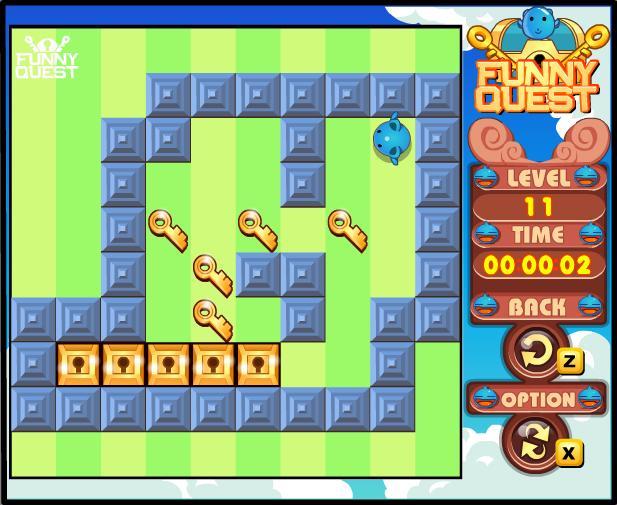 FUNNY
QUEST
FUNNY
QUEST
LEVEL
11
TIME
00 00 02
BACK
Z
OPTION
X